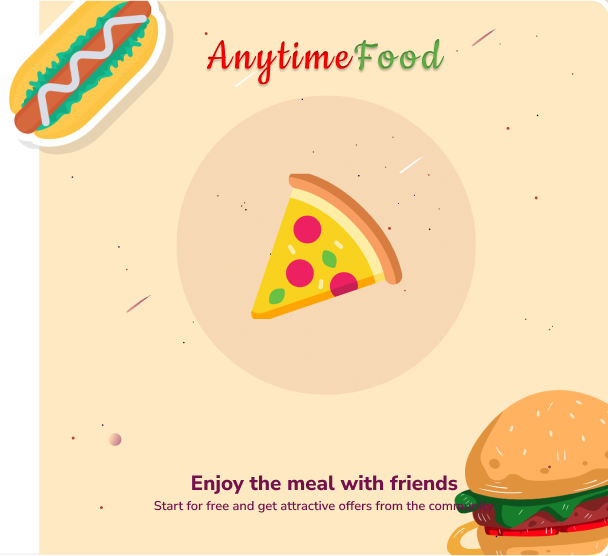 AnytimeFood
Enjoy the meal with friends
Start for free and get attractive offers from the